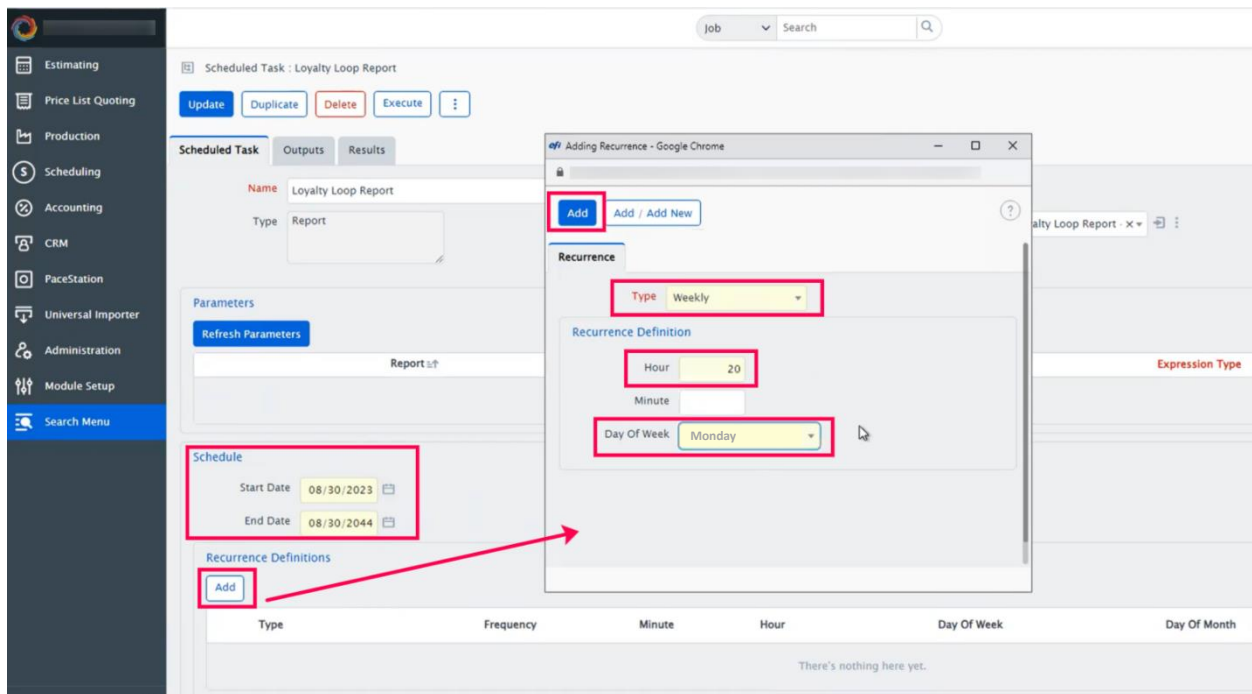 Job Search
Estimating
Price List Quoting
Production
Scheduling
Accounting
CRM
PaceStation
Universal Importer
Administration
Module Setup
Search Menu
Scheduled Task : Loyalty Loop Report
Update Duplicate Delete Execute
Scheduled Task Outputs Results
Name Loyalty Loop Report
Type Report
alty Loop Report
Parameters
Refresh Parameters
Report
Expression Type
Schedule
Start Date 08/30/2023
End Date 08/30/2044
Recurrence Definitions
Add
Type Frequency Minute Hour Day Of Week Day Of Month
There's nothing here yet.
efi Adding Recurrence - Google Chrome
Add Add / Add New
?
Recurrence
Type Weekly
Recurrence Definition
Hour 20
Minute
Day Of Week Monday